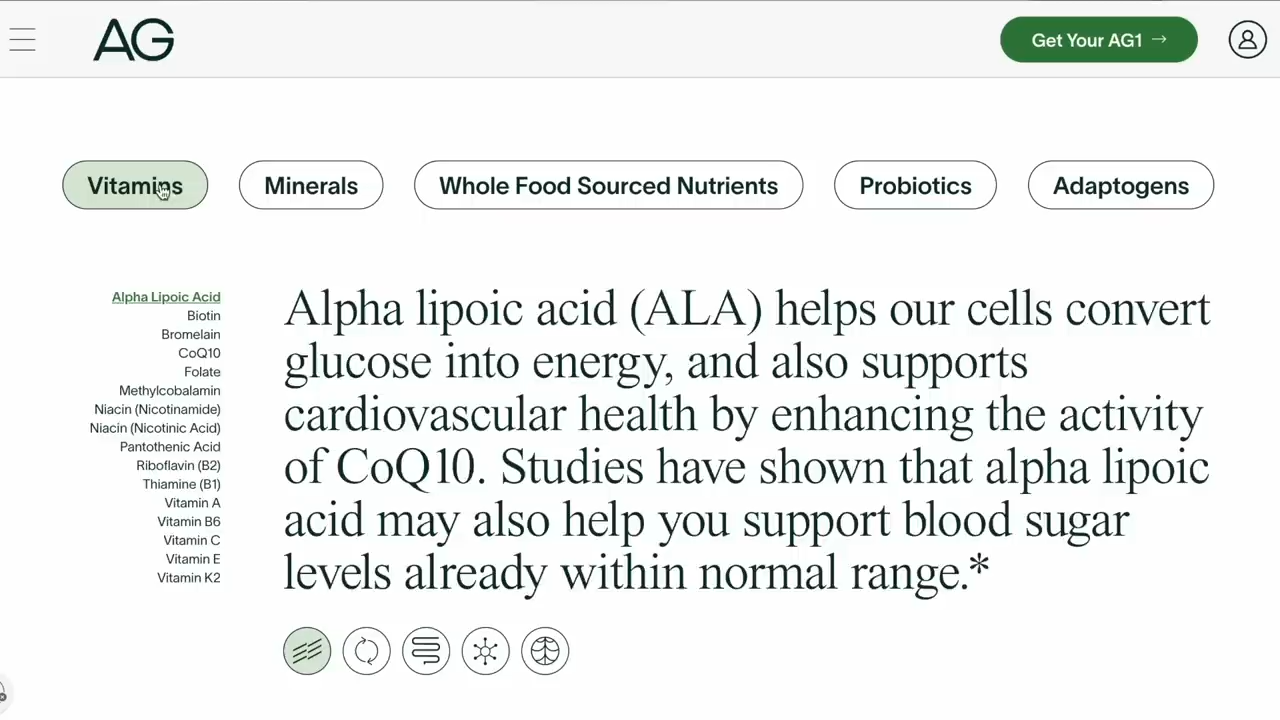 AG
Get Your AG1 →
Vitamins
Minerals
Whole Food Sourced Nutrients
Probiotics
Adaptogens
Alpha Lipoic Acid
Biotin
Bromelain
CoQ10
Folate
Methylcobalamin
Niacin (Nicotinamide)
Niacin (Nicotinic Acid)
Pantothenic Acid
Riboflavin (B2)
Thiamine (B1)
Vitamin A
Vitamin B6
Vitamin C
Vitamin E
Vitamin K2
Alpha lipoic acid (ALA) helps our cells convert
glucose into energy, and also supports
cardiovascular health by enhancing the activity
of CoQ10. Studies have shown that alpha lipoic
acid may also help you support blood sugar
levels already within normal range.*